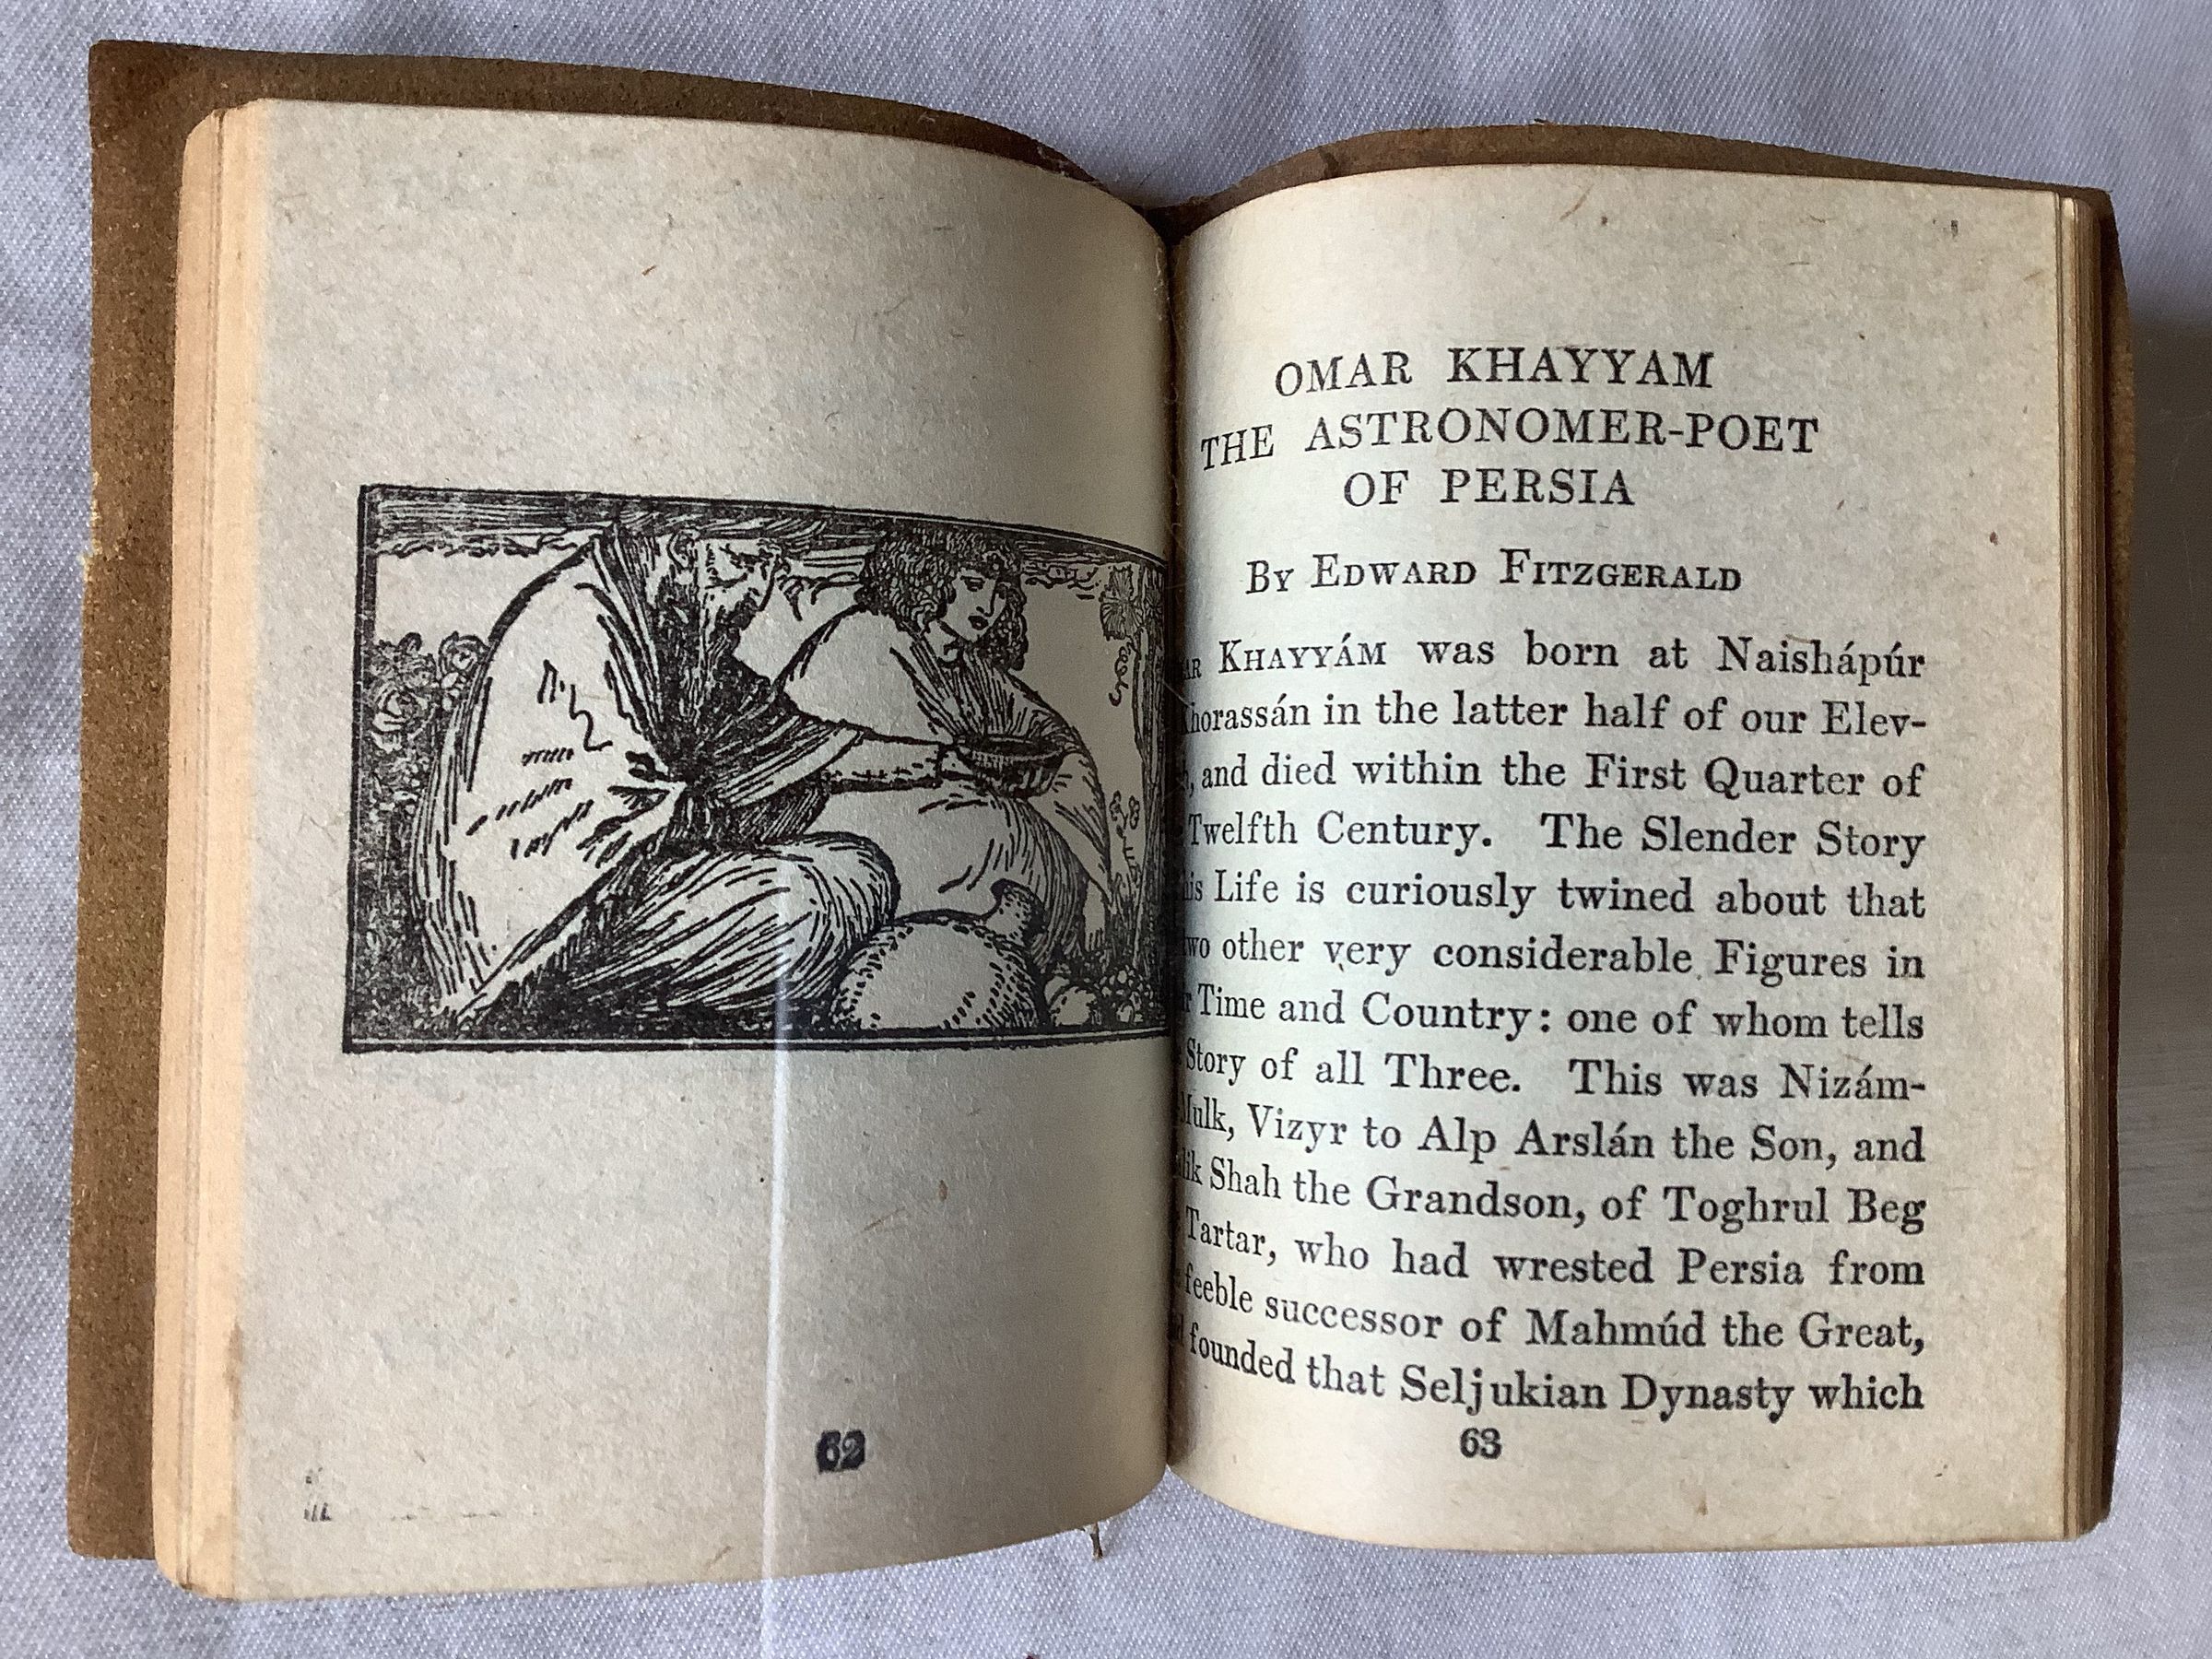 62
OMAR KHAYYAM
THE ASTRONOMER-POET
OF PERSIA
BY EDWARD FITZGERALD
KHAYYÁM was born at Naishápúr
Khorassán in the latter half of our Elev-
and died within the First Quarter of
Twelfth Century. The Slender Story
his Life is curiously twined about that
two other very considerable Figures in
Time and Country: one of whom tells
Story of all Three. This was Nizám-
Mulk, Vizyr to Alp Arslán the Son, and
Shah the Grandson, of Toghrul Beg
Tartar, who had wrested Persia from
feeble successor of Mahmúd the Great,
founded that Seljukian Dynasty which
63